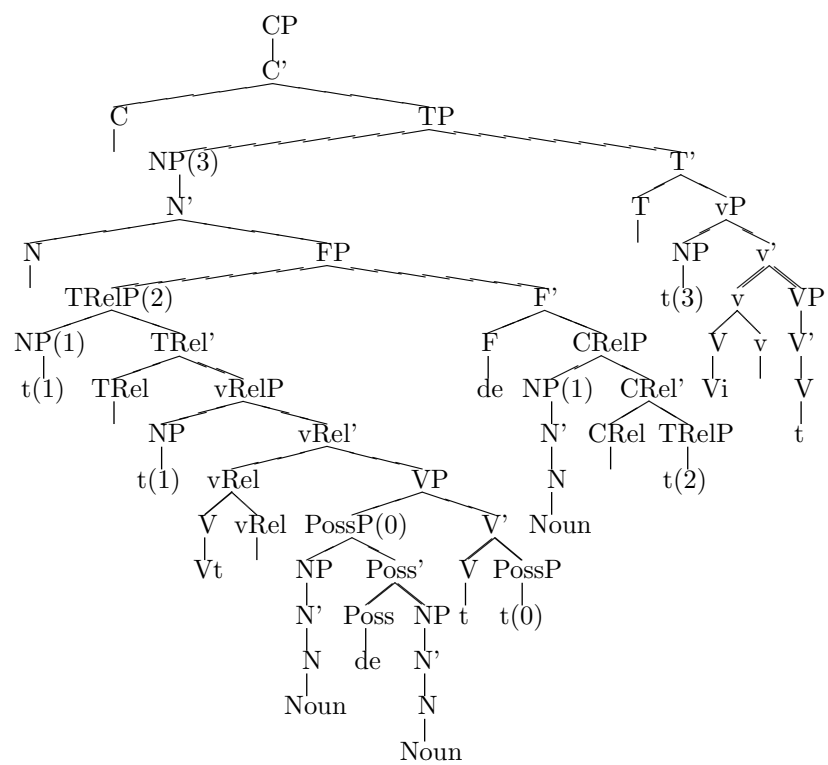 CP
C'
C TP
NP(3) T'
N' T vP
N FP NP v'
TRelP(2) F' t(3) v VP
NP(1) TRel' F CRelP V v V'
t(1) TRel vRelP de NP(1) CRel' Vi V
NP vRel' N' CRel TRelP t
t(1) vRel VP N t(2)
V vRel PossP(0) V' Noun
Vt NP Poss' V PossP
N' Poss NP t t(0)
N de N'
Noun N
Noun